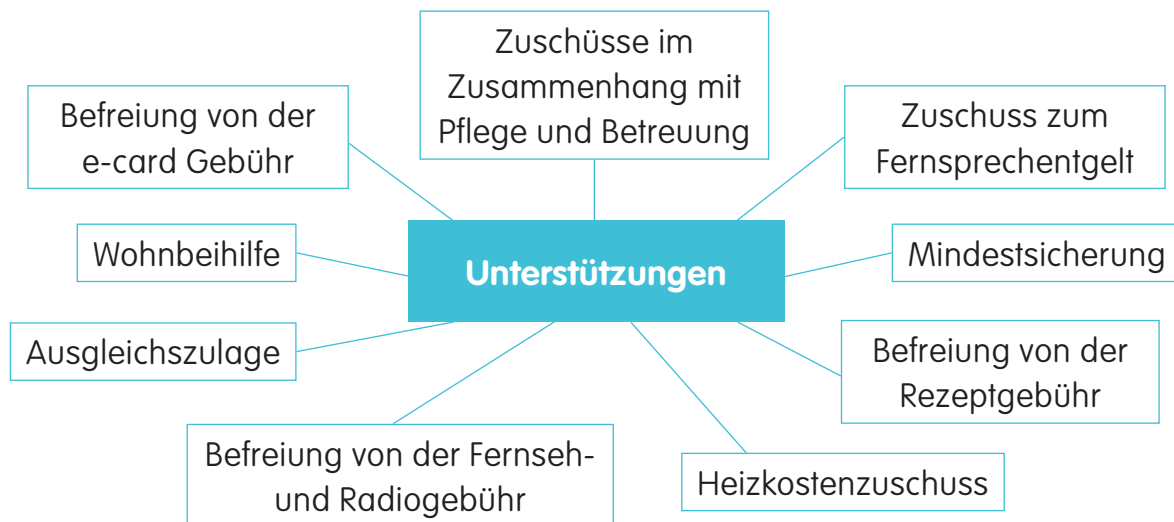 Zuschüsse im
Zusammenhang mit
Pflege und Betreuung
Befreiung von der
e-card Gebühr
Zuschuss zum
Fernsprechentgelt
Wohnbeihilfe
Unterstützungen
Mindestsicherung
Ausgleichszulage
Befreiung von der
Rezeptgebühr
Befreiung von der Fernseh-
und Radiogebühr
Heizkostenzuschuss